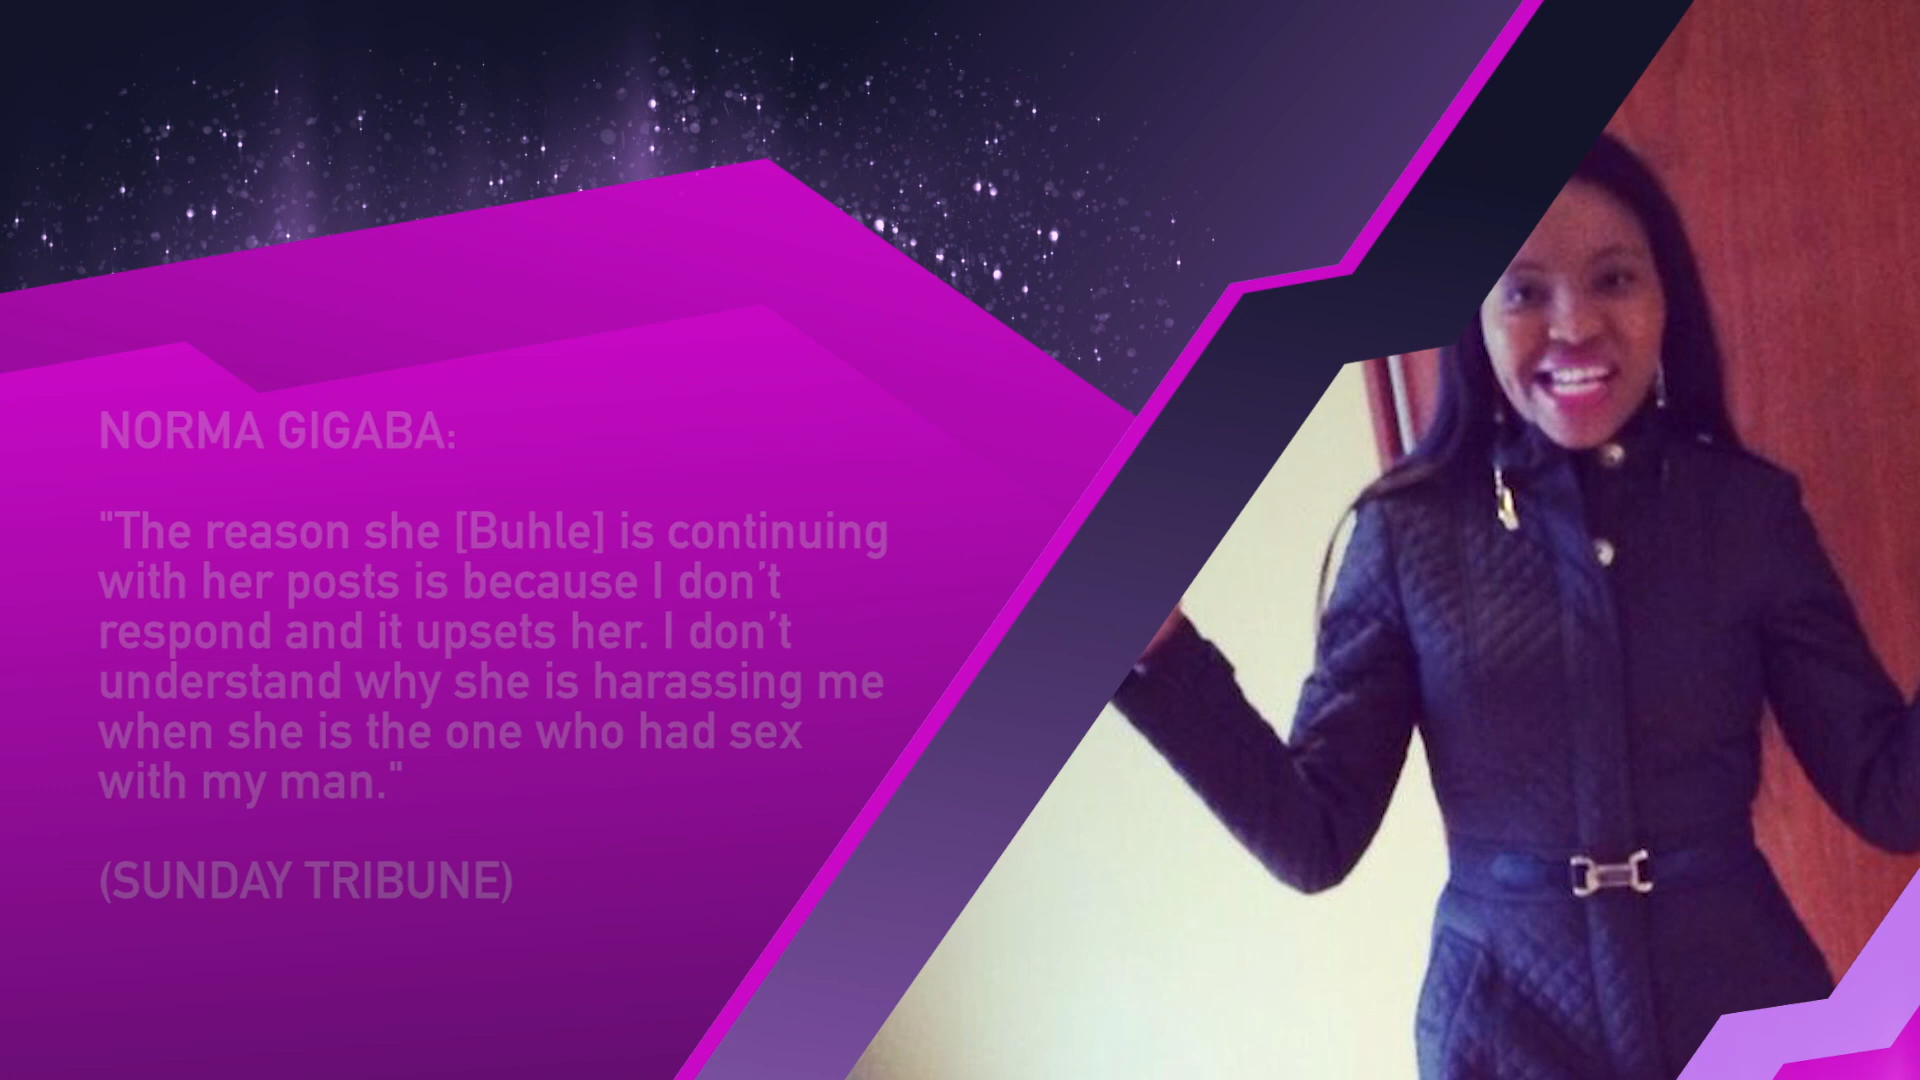 NORMA GIGABA:
"The reason she [Buhle] is continuing
with her posts is because I don’t
respond and it upsets her. I don’t
understand why she is harassing me
when she is the one who had sex
with my man."
(SUNDAY TRIBUNE)